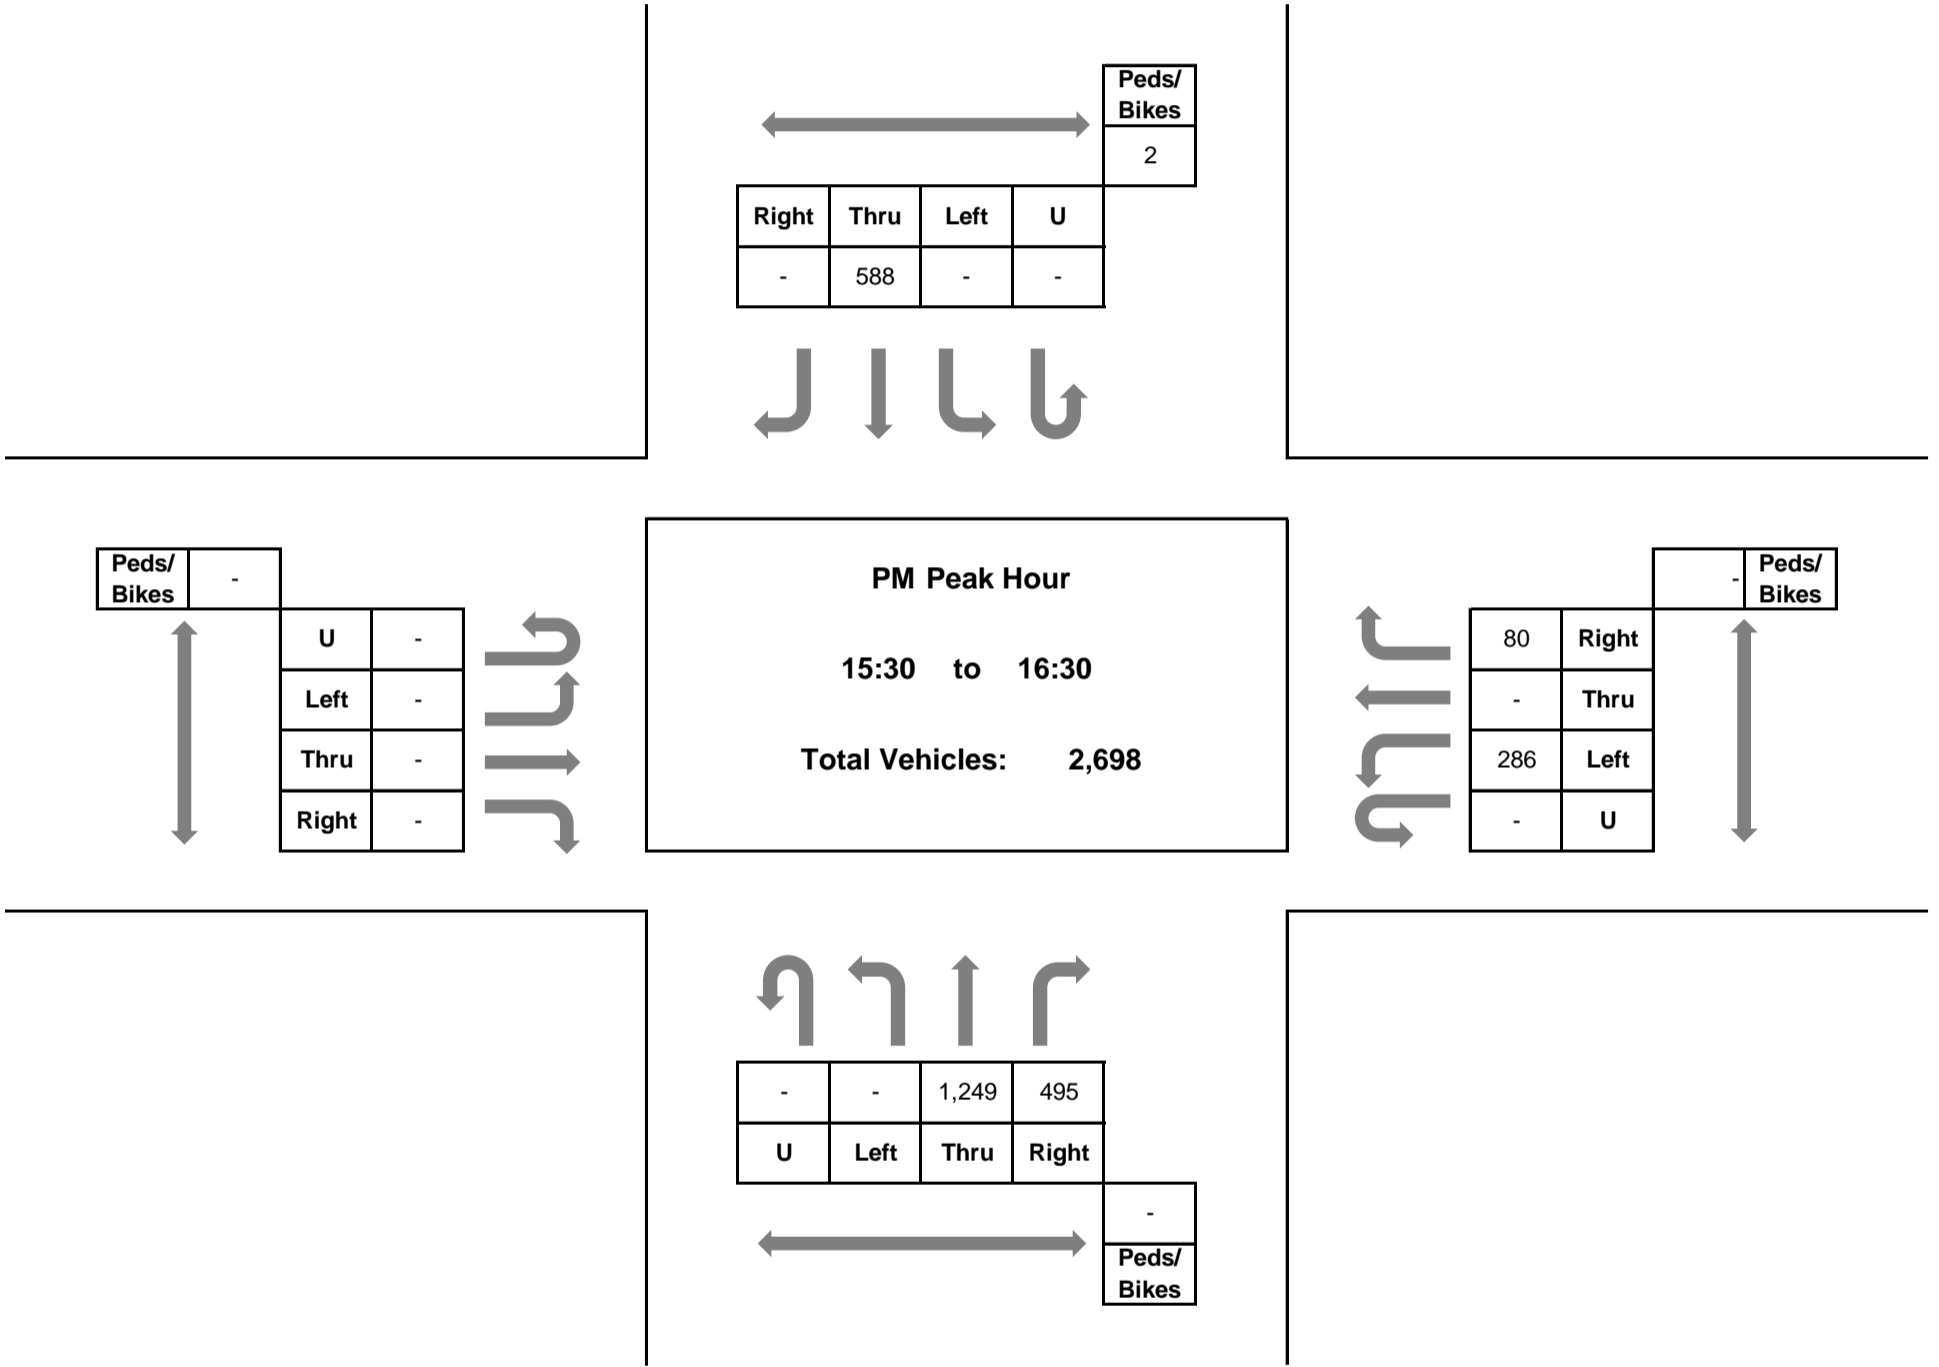 Peds/
Bikes
2
Right Thru Left U
- 588 - -
Peds/
Bikes
-
U -
Left -
Thru -
Right -
PM Peak Hour
15:30 to 16:30
Total Vehicles: 2,698
-
Peds/
Bikes
80 Right
- Thru
286 Left
- U
- - 1,249 495
U Left Thru Right
-
Peds/
Bikes